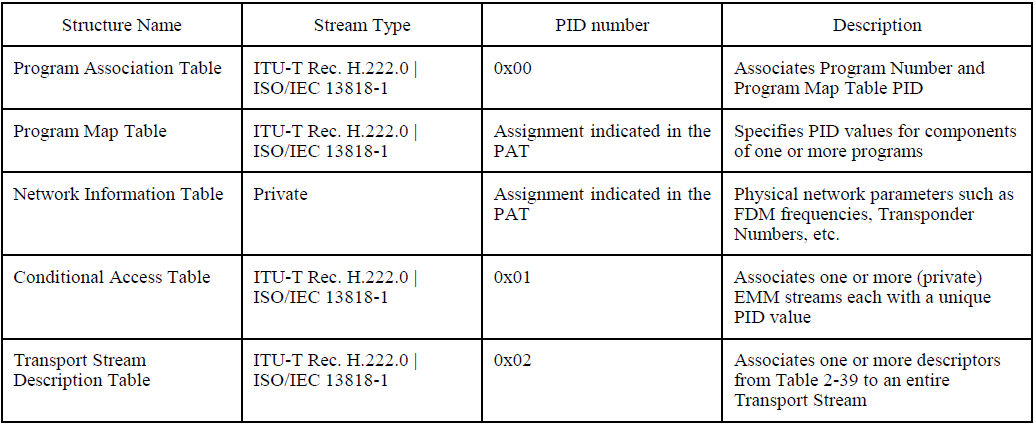 Structure Name
Stream Type
PID number
Description
Program Association Table
ITU-T Rec. H.222.0 |
ISO/IEC 13818-1
0x00
Associates Program Number and
Program Map Table PID
Program Map Table
ITU-T Rec. H.222.0 |
ISO/IEC 13818-1
Assignment indicated in the
PAT
Specifies PID values for components
of one or more programs
Network Information Table
Private
Assignment indicated in the
PAT
Physical network parameters such as
FDM frequencies, Transponder
Numbers, etc.
Conditional Access Table
ITU-T Rec. H.222.0 |
ISO/IEC 13818-1
0x01
Associates one or more (private)
EMM streams each with a unique
PID value
Transport Stream
Description Table
ITU-T Rec. H.222.0 |
ISO/IEC 13818-1
0x02
Associates one or more descriptors
from Table 2-39 to an entire
Transport Stream